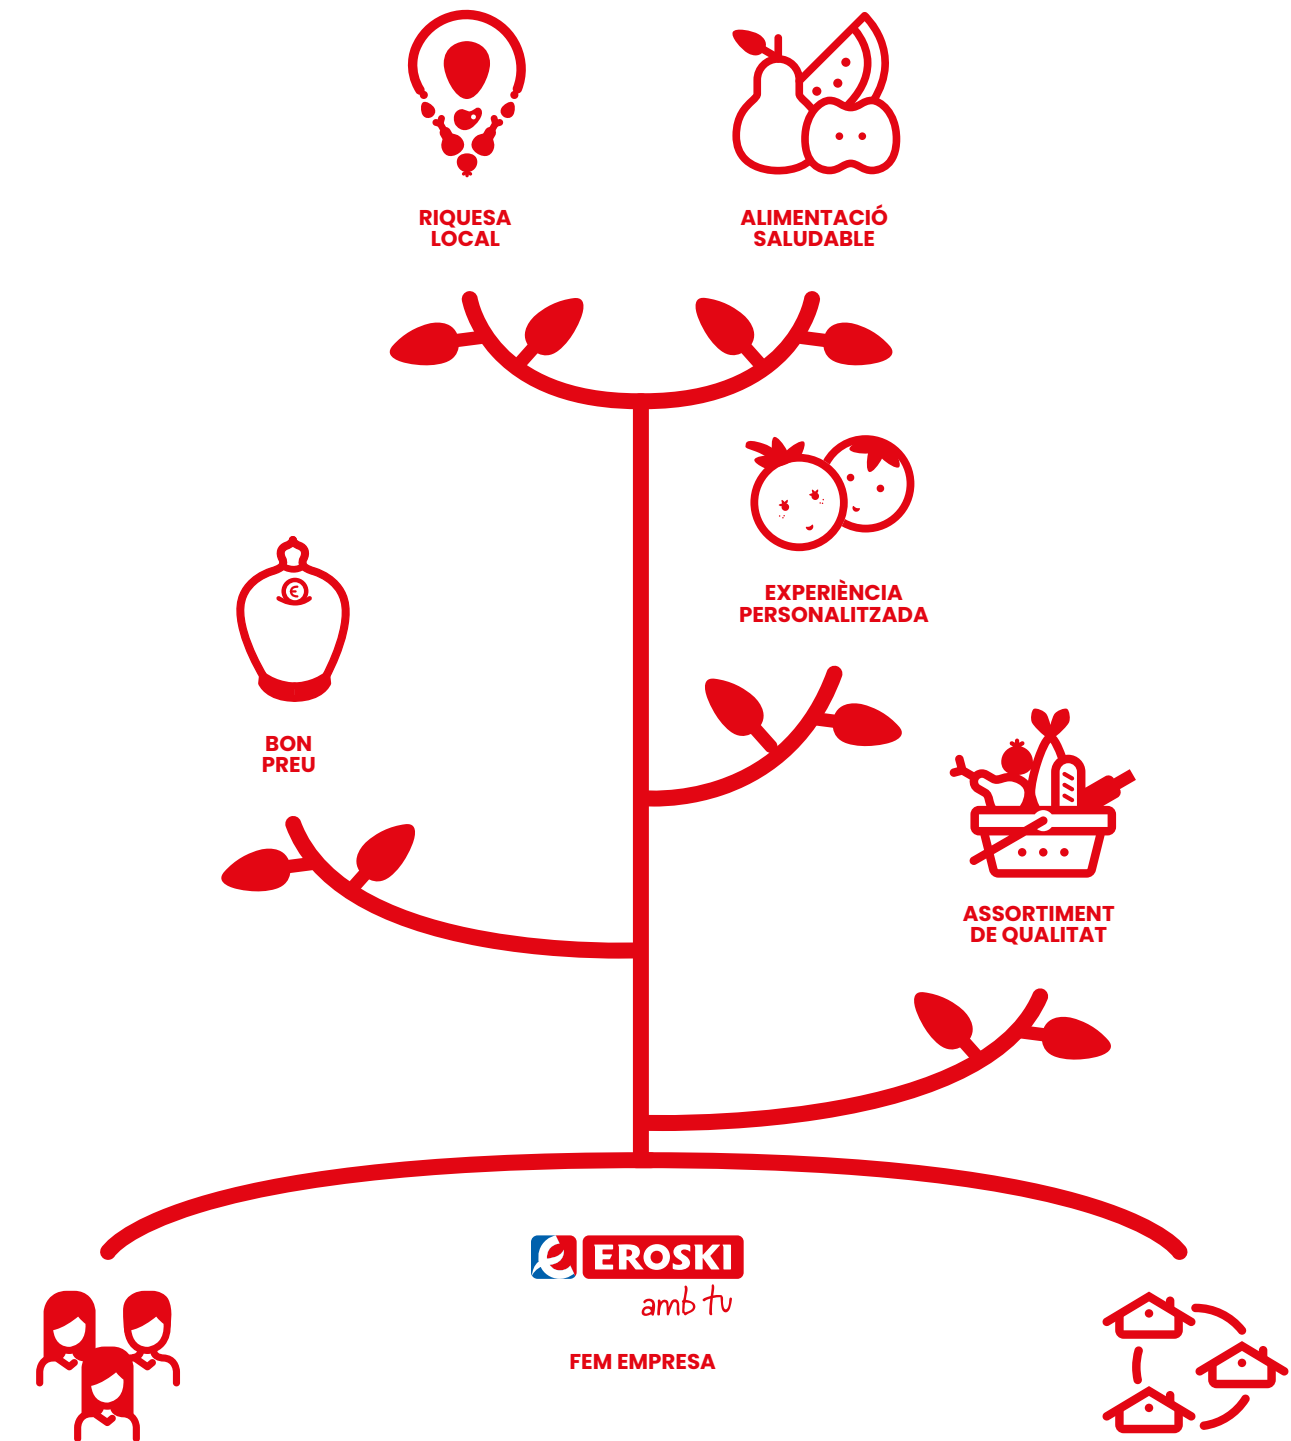 RIQUESA
LOCAL
ALIMENTACIÓ
SALUDABLE
EXPERIÈNCIA
PERSONALITZADA
€
BON
PREU
ASSORTIMENT
DE QUALITAT
e EROSKI
amb tu
FEM EMPRESA